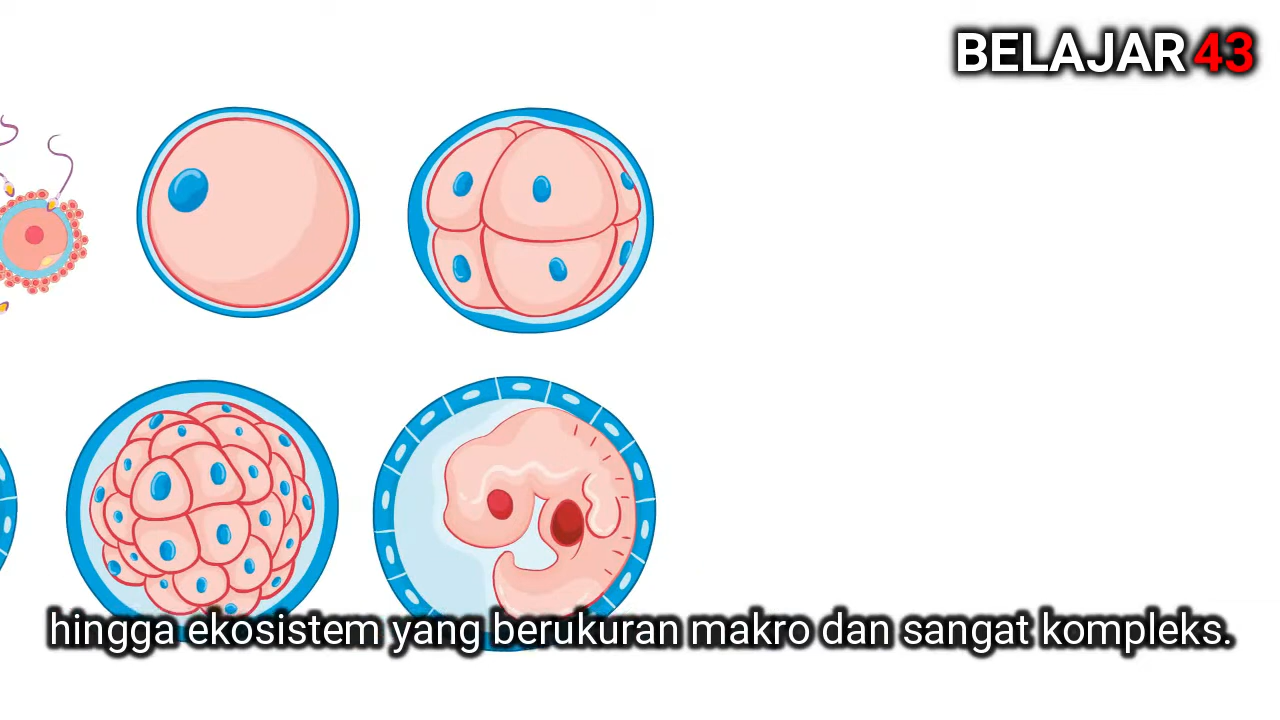 BELAJAR 43
hingga ekosistem yang berukuran makro dan sangat kompleks.